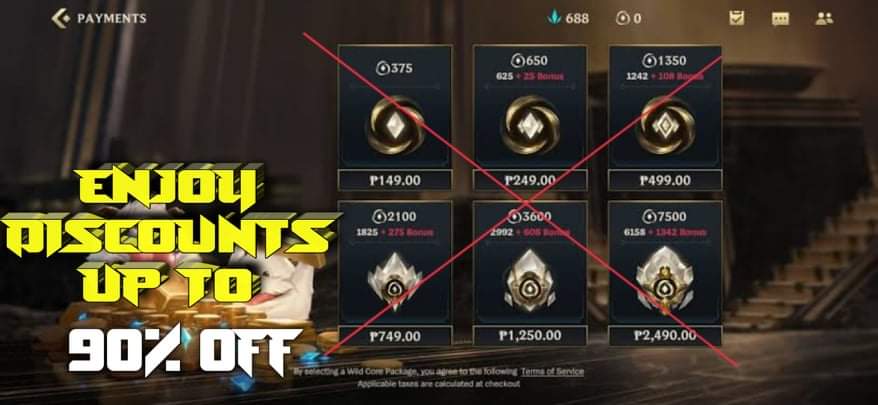 PAYMENTS
688
0
375
650
625 + 25 Bonus
1350
1242 + 108 Bonus
₱149.00
₱249.00
₱499.00
ENJOY
DISCOUNTS
UP TO
90% OFF
2100
1825 + 275 Bonus
3600
2992 + 608 Bonus
7500
6158 + 1342 Bonus
₱749.00
₱1,250.00
₱2,490.00
By selecting a Wild Core Package, you agree to the following Terms of Service
Applicable taxes are calculated at checkout